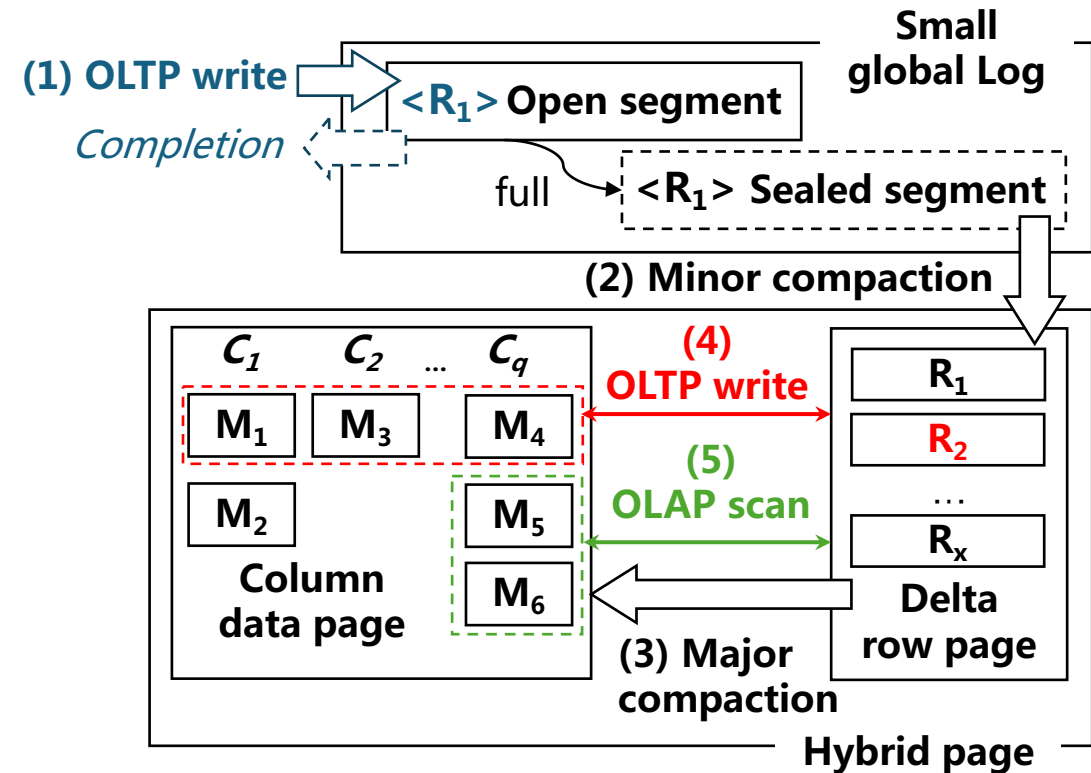 Small
global Log
(1) OLTP write
<R₁> Open segment
Completion
full
<R₁> Sealed segment
(2) Minor compaction
C₁ C₂ ... C_q
(4)
OLTP write
R₁
M₁ M₃ M₄
R₂
(5)
OLAP scan
...
M₂ M₅
Rₓ
M₆
Column
data page
Delta
row page
(3) Major
compaction
Hybrid page